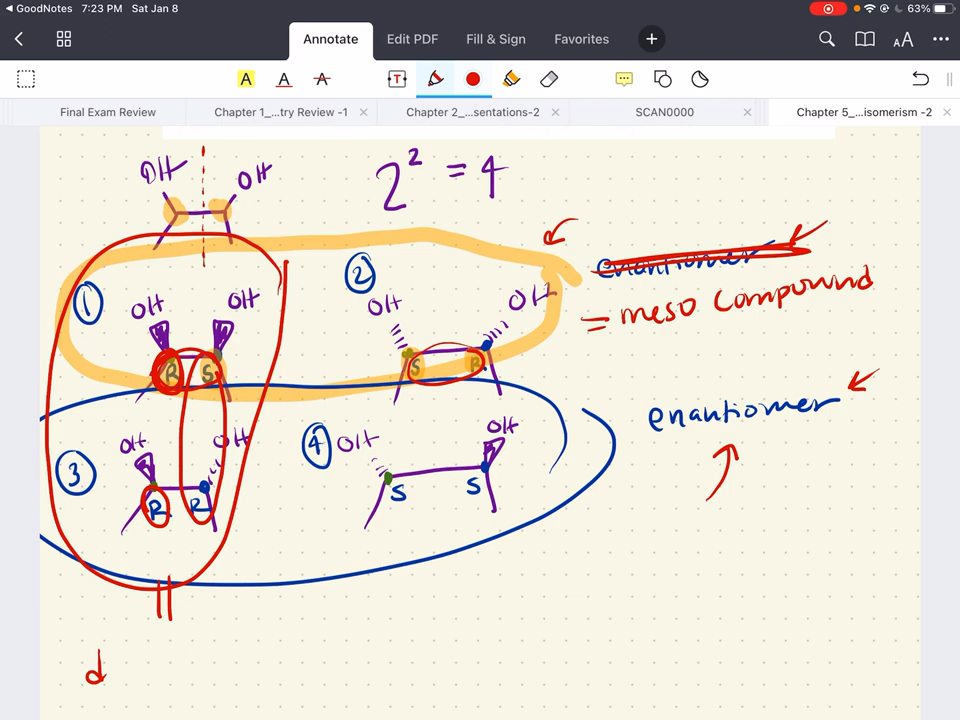 GoodNotes 7:23 PM Sat Jan 8 63%
Annotate Edit PDF Fill & Sign Favorites
Final Exam Review Chapter 1_...try Review -1 Chapter 2_...sentations-2 SCAN0000 Chapter 5_...isomerism -2
OH OH
2² = 4
enantiomer
= meso compound
1
OH OH
R S
2
OH OH
S R
enantiomer
3
OH OH
R R
4
OH OH
S S
d